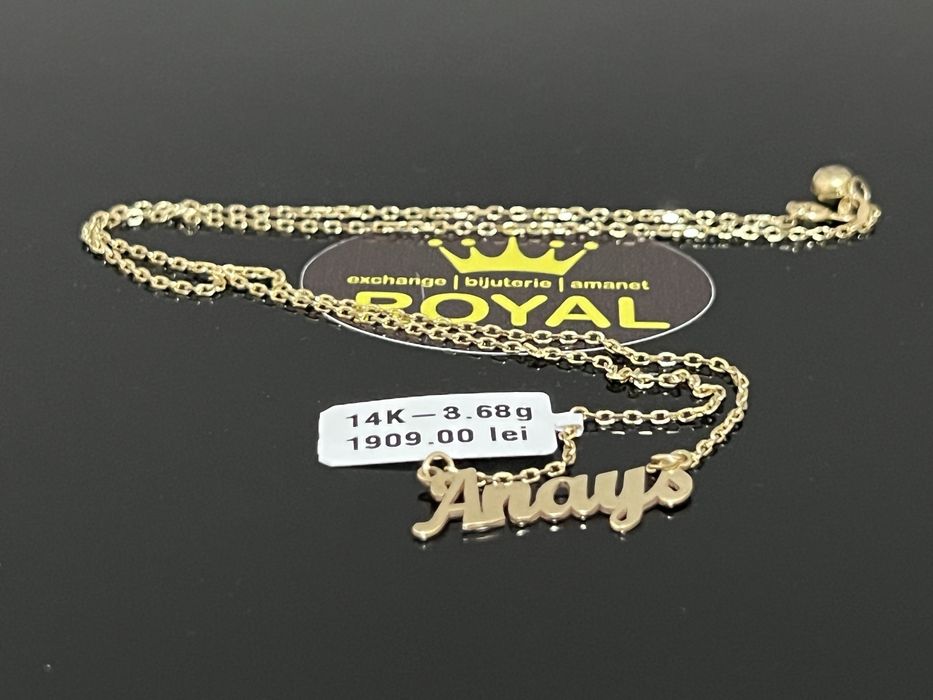 exchange | bijuterie | amanet
ROYAL
14K – 3.68g
1909.00 lei
Anays